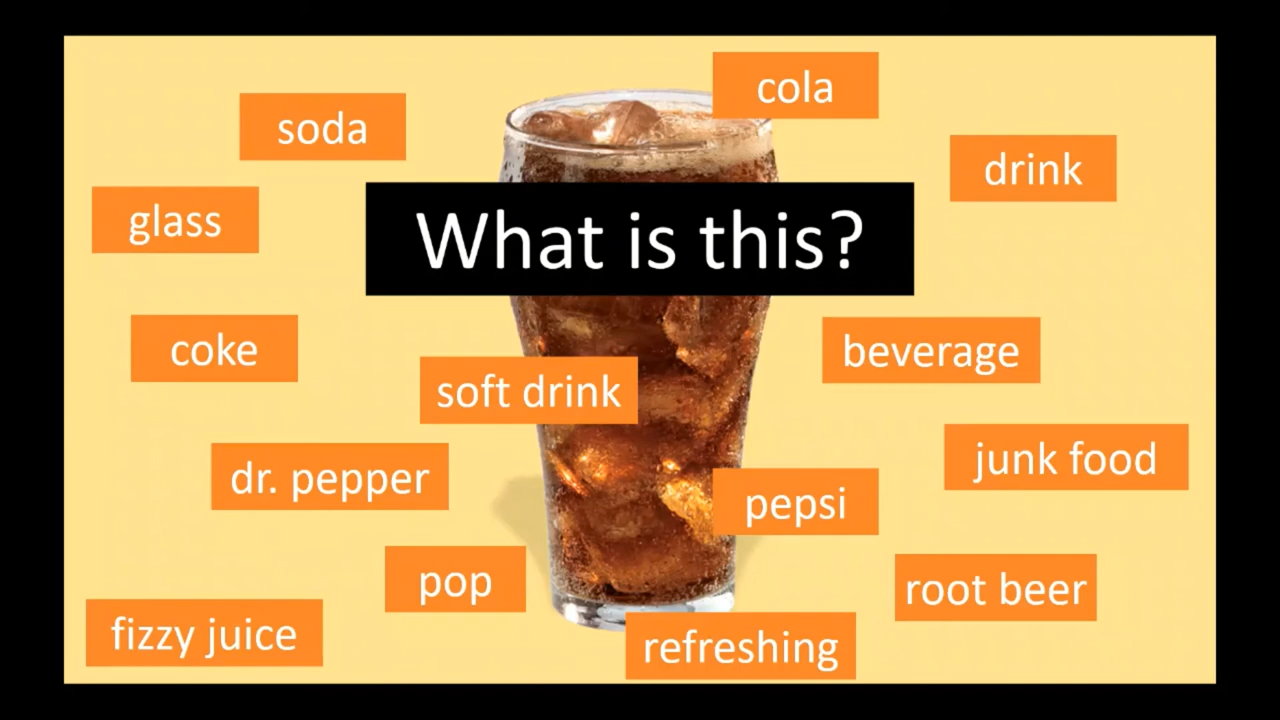 cola
soda
drink
glass
What is this?
coke
beverage
soft drink
junk food
dr. pepper
pepsi
pop
root beer
fizzy juice
refreshing